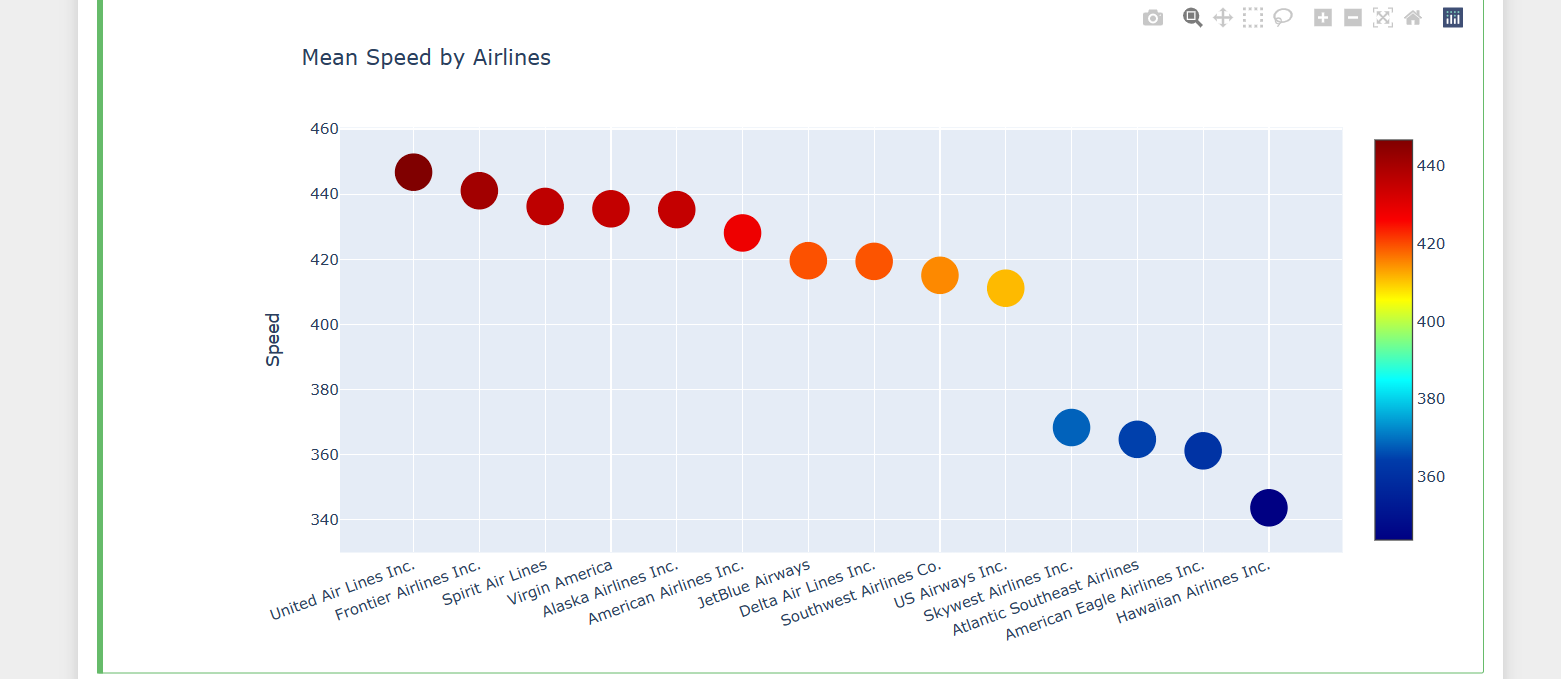 Mean Speed by Airlines
460
440
420
400
380
360
340
Speed
United Air Lines Inc.
Frontier Airlines Inc.
Spirit Air Lines
Virgin America
Alaska Airlines Inc.
American Airlines Inc.
JetBlue Airways
Delta Air Lines Inc.
Southwest Airlines Co.
US Airways Inc.
Skywest Airlines Inc.
Atlantic Southeast Airlines
American Eagle Airlines Inc.
Hawaiian Airlines Inc.
440
420
400
380
360